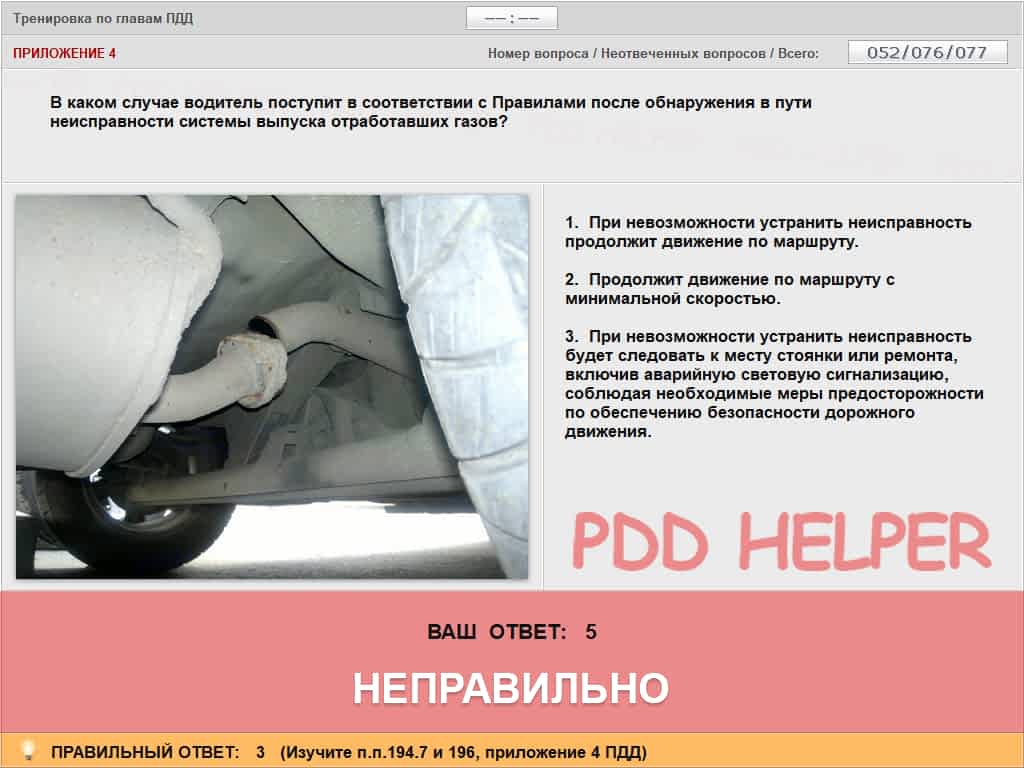 Тренировка по главам ПДД
—— : ——
ПРИЛОЖЕНИЕ 4
Номер вопроса / Неотвеченных вопросов / Всего:
052/076/077
В каком случае водитель поступит в соответствии с Правилами после обнаружения в пути
неисправности системы выпуска отработавших газов?
1. При невозможности устранить неисправность
продолжит движение по маршруту.
2. Продолжит движение по маршруту с
минимальной скоростью.
3. При невозможности устранить неисправность
будет следовать к месту стоянки или ремонта,
включив аварийную световую сигнализацию,
соблюдая необходимые меры предосторожности
по обеспечению безопасности дорожного
движения.
PDD HELPER
ВАШ ОТВЕТ: 5
НЕПРАВИЛЬНО
ПРАВИЛЬНЫЙ ОТВЕТ: 3 (Изучите п.п.194.7 и 196, приложение 4 ПДД)